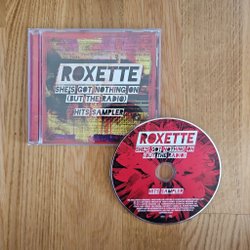 ROXETTE
SHE'S GOT NOTHING ON
(BUT THE RADIO)
HITS SAMPLER
ROXETTE
SHE'S GOT NOTHING ON
(BUT THE RADIO)
HITS SAMPLER